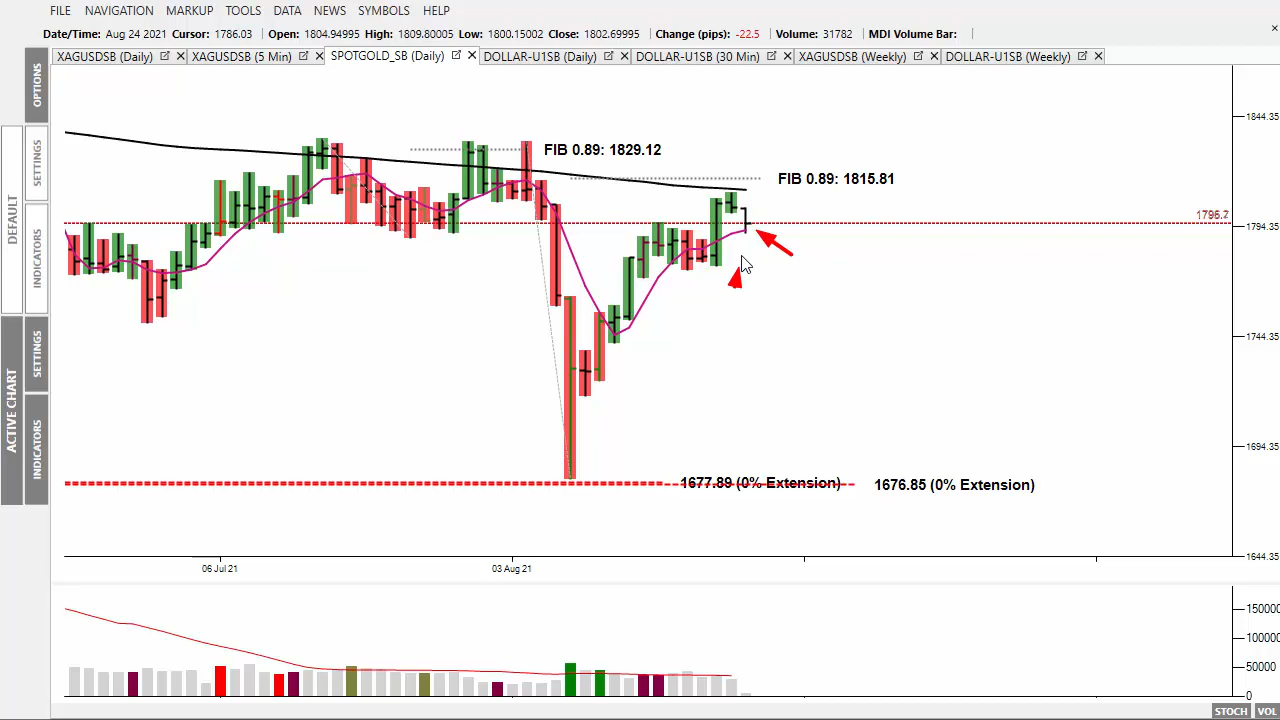 FILE NAVIGATION MARKUP TOOLS DATA NEWS SYMBOLS HELP
Date/Time: Aug 24 2021 Cursor: 1786.03 Open: 1804.94995 High: 1809.80005 Low: 1800.15002 Close: 1802.69995 Change (pips): -22.5 Volume: 31782 MDI Volume Bar:
XAGUSDSB (Daily) XAGUSDSB (5 Min) SPOTGOLD_SB (Daily) DOLLAR-U1SB (Daily) DOLLAR-U1SB (30 Min) XAGUSDSB (Weekly) DOLLAR-U1SB (Weekly)
OPTIONS
DEFAULT
SETTINGS
INDICATORS
ACTIVE CHART
SETTINGS
INDICATORS
1844.35
FIB 0.89: 1829.12
FIB 0.89: 1815.81
1796.2
1794.35
1744.35
1694.35
1677.89 (0% Extension)
1676.85 (0% Extension)
1644.35
06 Jul 21
03 Aug 21
150000
100000
50000
0
STOCH VOL